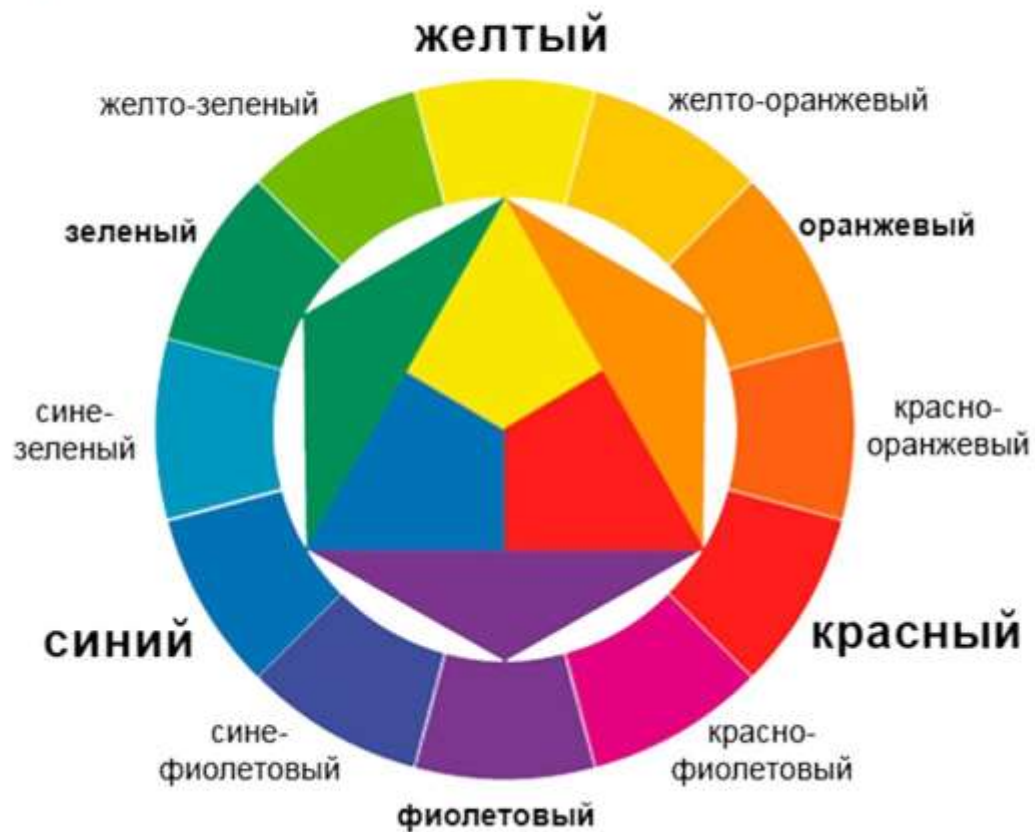 желтый
желто-зеленый
желто-оранжевый
зеленый
оранжевый
сине-
зеленый
красно-
оранжевый
синий
красный
сине-
фиолетовый
красно-
фиолетовый
фиолетовый